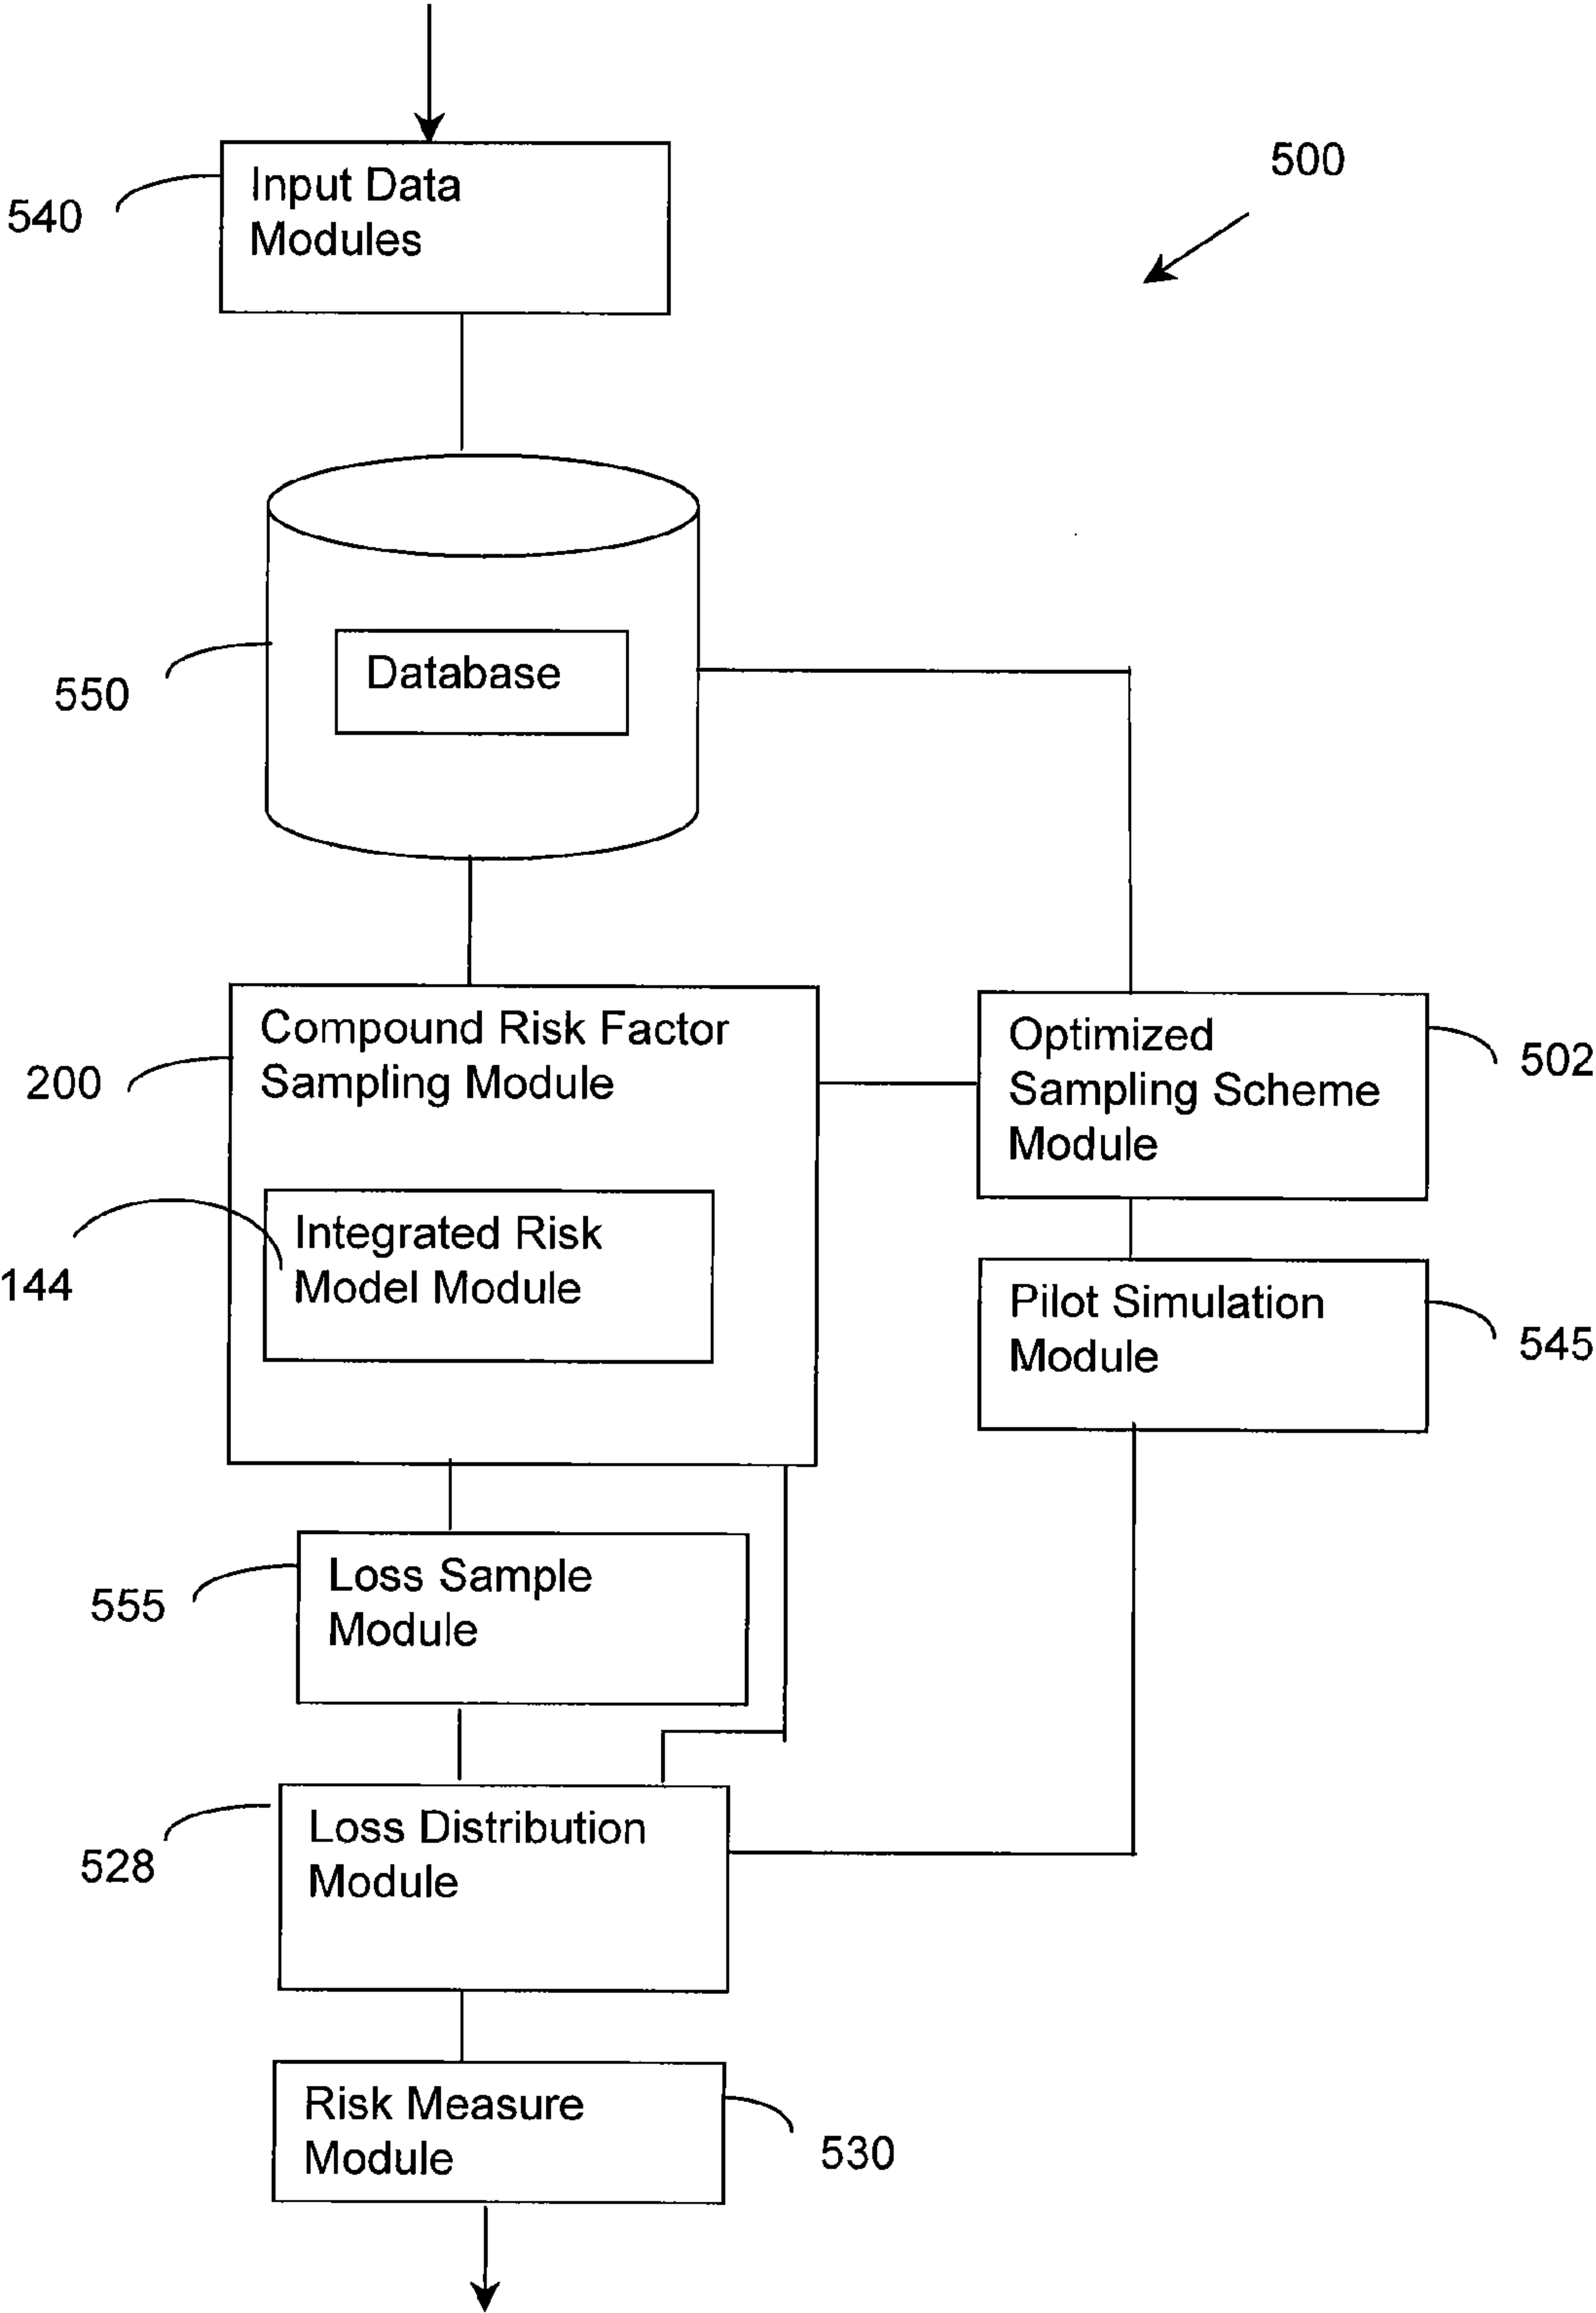 500
Input Data
Modules
540
Database
550
Compound Risk Factor
Sampling Module
200
Optimized
Sampling Scheme
Module
502
Integrated Risk
Model Module
144
Pilot Simulation
Module
545
Loss Sample
Module
555
Loss Distribution
Module
528
Risk Measure
Module
530